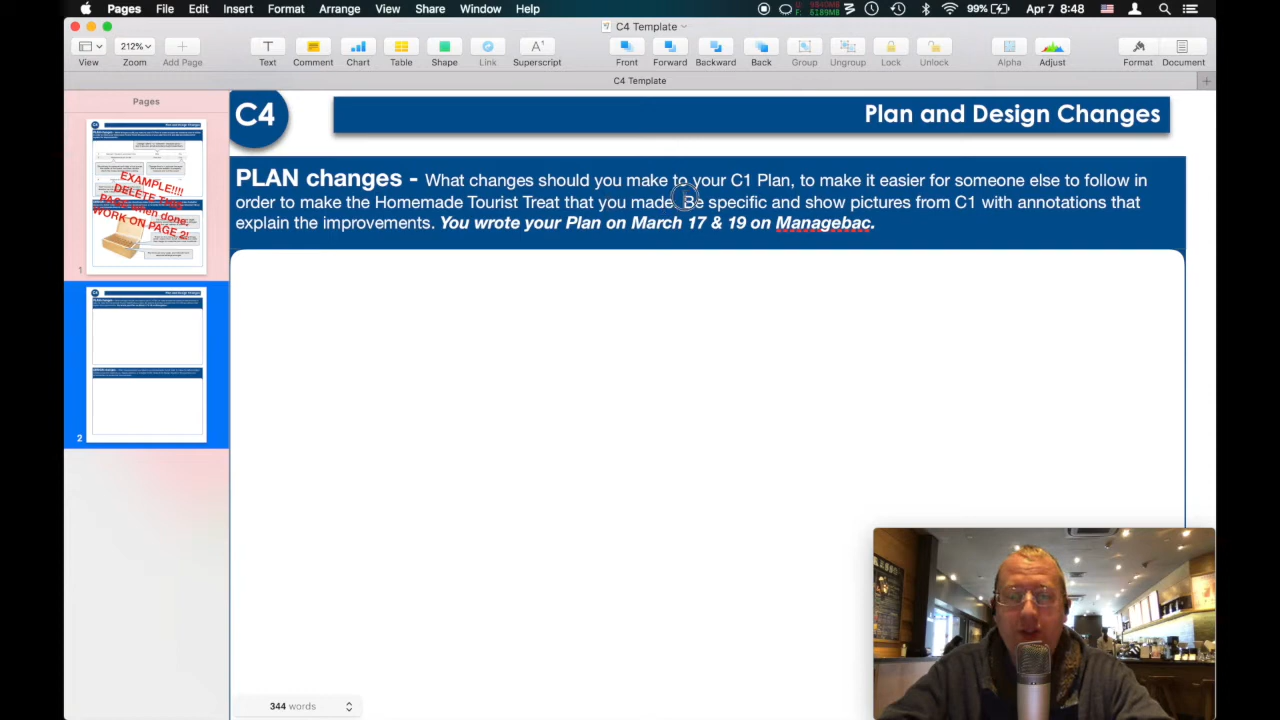 Pages File Edit Insert Format Arrange View Share Window Help 99% Apr 7 8:48
C4 Template
View Zoom Add Page Text Comment Chart Table Shape Link Superscript Front Forward Backward Back Group Ungroup Lock Unlock Alpha Adjust Format Document
212%
C4 Template
Pages
C4
Plan and Design Changes
PLAN changes - What changes should you make to your C1 Plan, to make it easier for someone else to follow in
order to make the Homemade Tourist Treat that you made Be specific and show pictures from C1 with annotations that
explain the improvements. You wrote your Plan on March 17 & 19 on Managebac.
EXAMPLE!!!!
DELETE THIS
PAGE when done,
WORK ON PAGE 2!
1
2
344 words